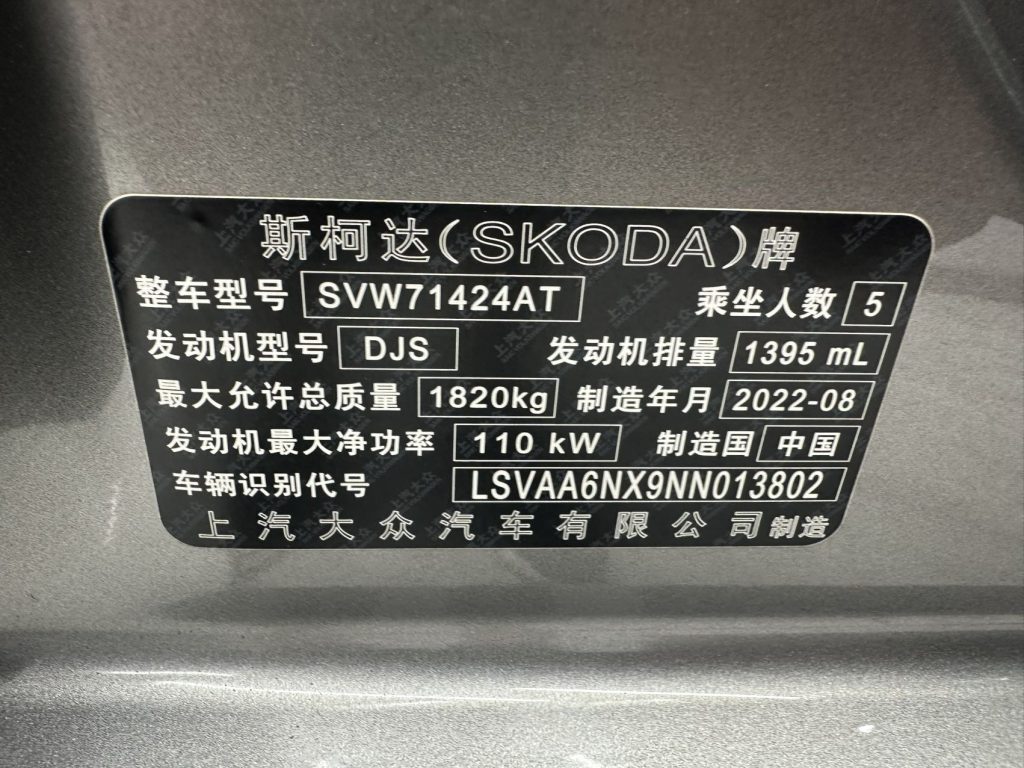 斯柯达(SKODA)牌
整车型号 SVW71424AT 乘坐人数 5
发动机型号 DJS 发动机排量 1395 mL
最大允许总质量 1820kg 制造年月 2022-08
发动机最大净功率 110 kW 制造国 中国
车辆识别代号 LSVAA6NX9NN013802
上汽大众汽车有限公司制造